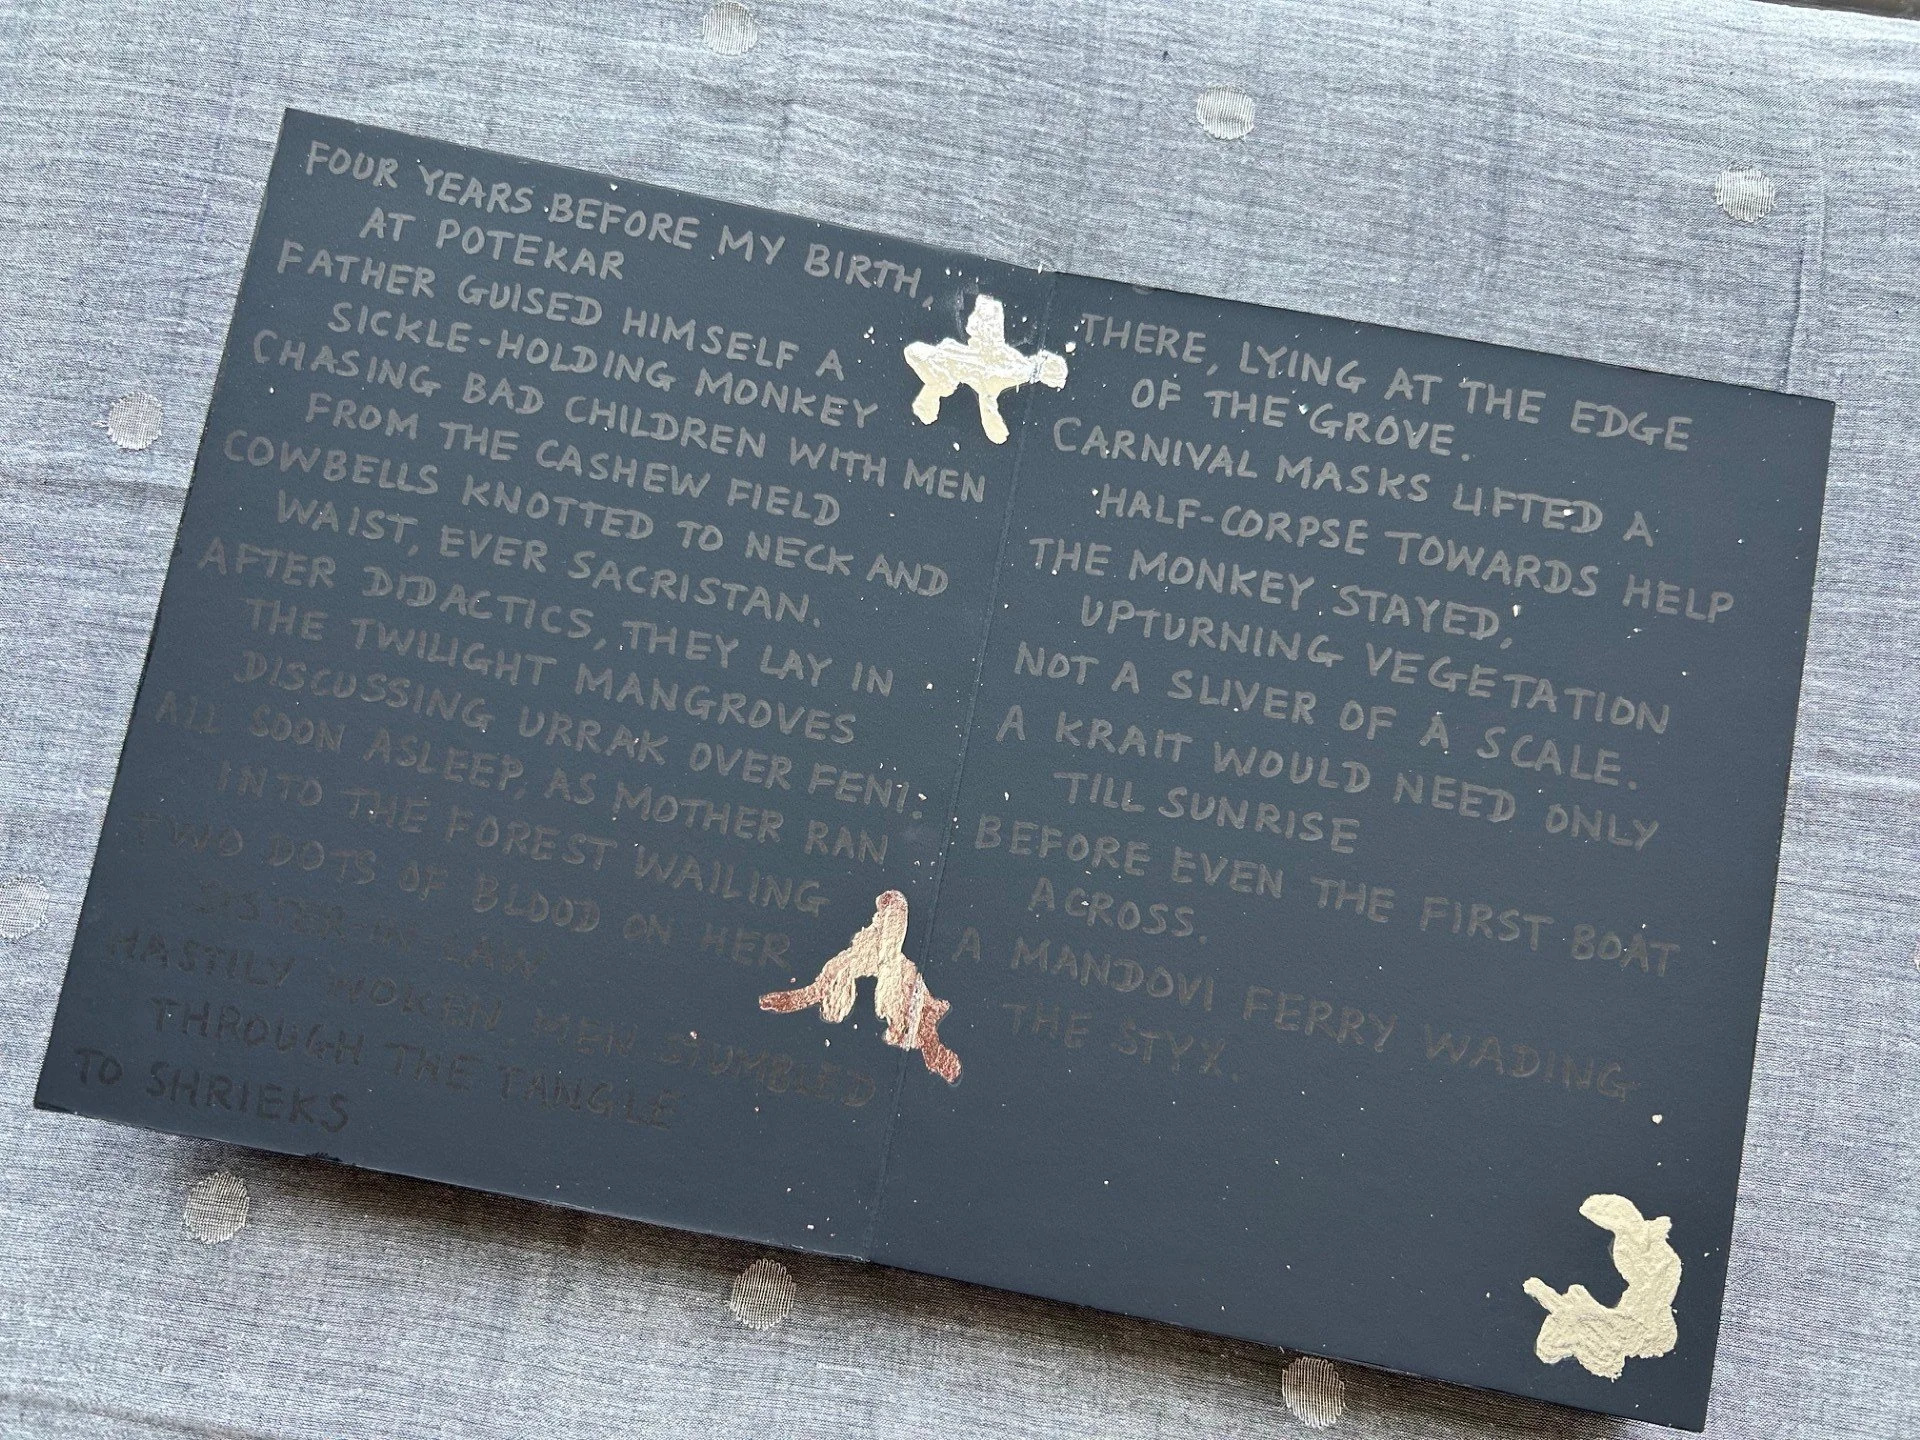 FOUR YEARS BEFORE MY BIRTH,
AT POTEKAR
FATHER GUISED HIMSELF A
SICKLE-HOLDING MONKEY
CHASING BAD CHILDREN WITH MEN
FROM THE CASHEW FIELD
COWBELLS KNOTTED TO NECK AND
WAIST, EVER SACRISTAN.
AFTER DIDACTICS, THEY LAY IN
THE TWILIGHT MANGROVES
DISCUSSING URRAK OVER FENI.
ALL SOON ASLEEP, AS MOTHER RAN
INTO THE FOREST WAILING
TWO DOTS OF BLOOD ON HER
SISTER-IN-LAW
HASTILY WOKEN MEN STUMBLED
THROUGH THE TANGLE
TO SHRIEKS
THERE, LYING AT THE EDGE
OF THE GROVE.
CARNIVAL MASKS LIFTED A
HALF-CORPSE TOWARDS HELP
THE MONKEY STAYED,
UPTURNING VEGETATION
NOT A SLIVER OF A SCALE.
A KRAIT WOULD NEED ONLY
TILL SUNRISE
BEFORE EVEN THE FIRST BOAT
ACROSS.
A MANDOVI FERRY WADING
THE STYX.